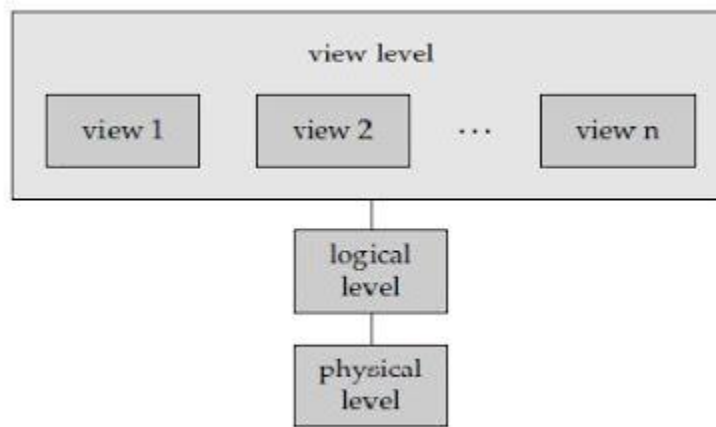 view level
view 1
view 2
...
view n
logical
level
physical
level